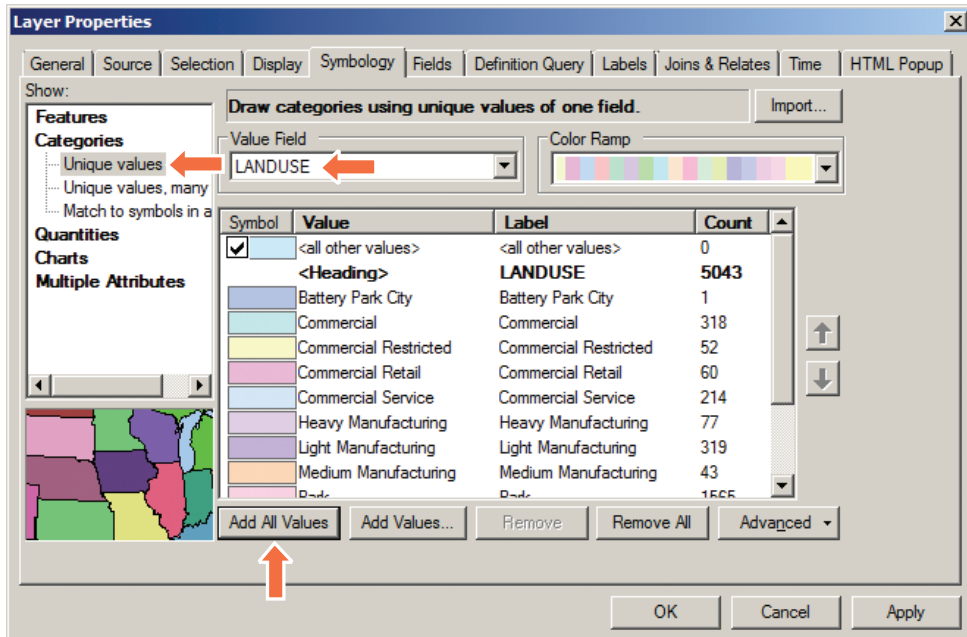 Layer Properties
General Source Selection Display Symbology Fields Definition Query Labels Joins & Relates Time HTML Popup
Show:
Features
Categories
Unique values
Unique values, many
Match to symbols in a
Quantities
Charts
Multiple Attributes
Draw categories using unique values of one field.
Import...
Value Field
LANDUSE
Color Ramp
Symbol Value Label Count
<all other values> <all other values> 0
<Heading> LANDUSE 5043
Battery Park City Battery Park City 1
Commercial Commercial 318
Commercial Restricted Commercial Restricted 52
Commercial Retail Commercial Retail 60
Commercial Service Commercial Service 214
Heavy Manufacturing Heavy Manufacturing 77
Light Manufacturing Light Manufacturing 319
Medium Manufacturing Medium Manufacturing 43
Park Park 1565
Add All Values Add Values... Remove Remove All Advanced
OK Cancel Apply